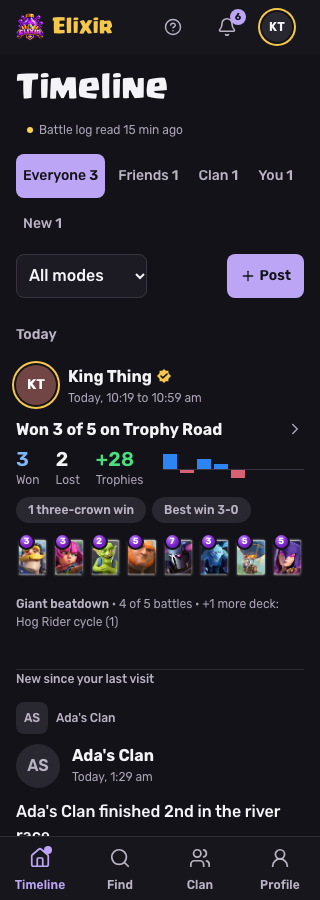 Elixir
6
KT
Timeline
Battle log read 15 min ago
Everyone 3
Friends 1
Clan 1
You 1
New 1
All modes
+ Post
Today
KT
King Thing
Today, 10:19 to 10:59 am
Won 3 of 5 on Trophy Road
3
2
+28
Won
Lost
Trophies
1 three-crown win
Best win 3-0
3
3
2
5
7
3
5
5
Giant beatdown • 4 of 5 battles • +1 more deck:
Hog Rider cycle (1)
New since your last visit
AS
Ada's Clan
AS
Ada's Clan
Today, 1:29 am
Ada's Clan finished 2nd in the river
race
Timeline
Find
Clan
Profile